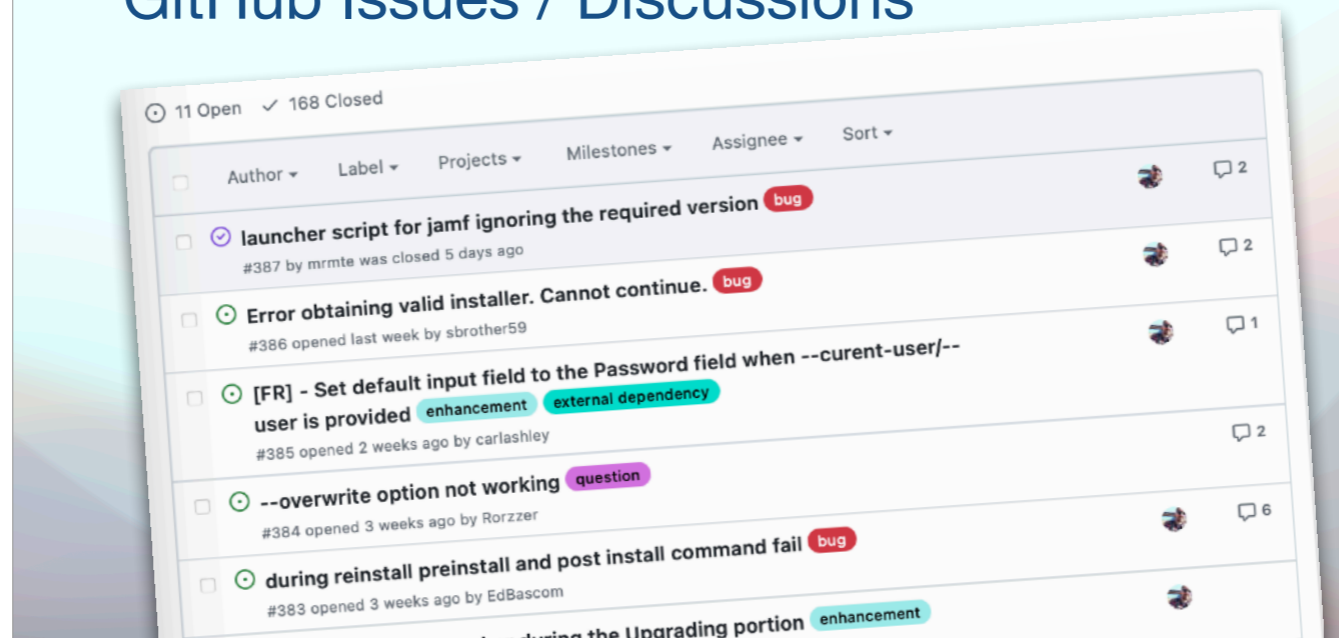 GitHub Issues / Discussions
11 Open 168 Closed
Author Label Projects Milestones Assignee Sort
launcher script for jamf ignoring the required version bug 2
#387 by mrmte was closed 5 days ago
Error obtaining valid installer. Cannot continue. bug 2
#386 opened last week by sbrother59
[FR] - Set default input field to the Password field when --curent-user/-- 1
user is provided enhancement external dependency
#385 opened 2 weeks ago by carlashley
--overwrite option not working question 2
#384 opened 3 weeks ago by Rorzzer
during reinstall preinstall and post install command fail bug 6
#383 opened 3 weeks ago by EdBascom
during the Upgrading portion enhancement